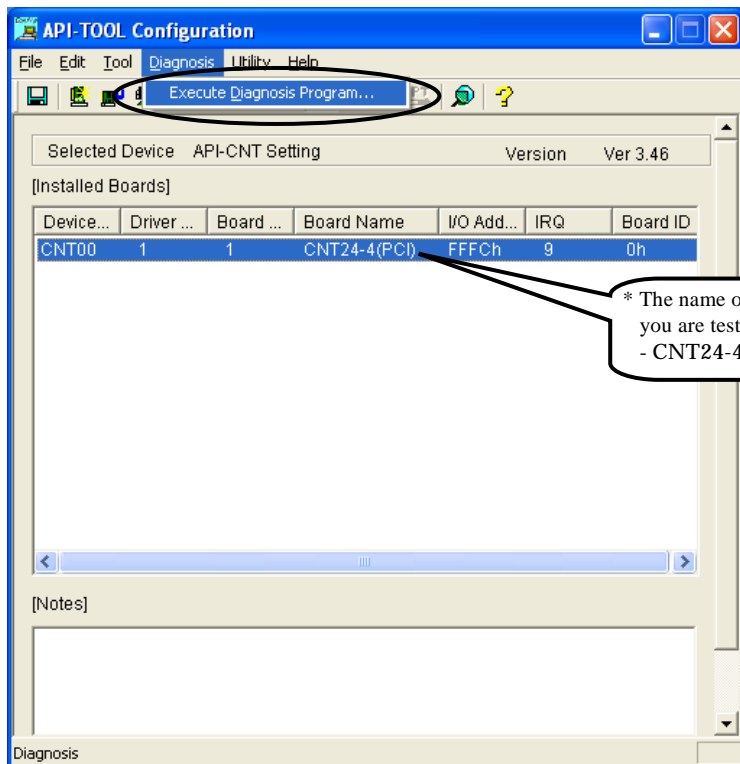 API-TOOL Configuration
File Edit Tool Diagnosis Utility Help
Execute Diagnosis Program...
Selected Device API-CNT Setting Version Ver 3.46
[Installed Boards]
Device... Driver ... Board ... Board Name I/O Add... IRQ Board ID
CNT00 1 1 CNT24-4(PCI) FFFCh 9 0h
* The name o
you are test
- CNT24-4
[Notes]
Diagnosis